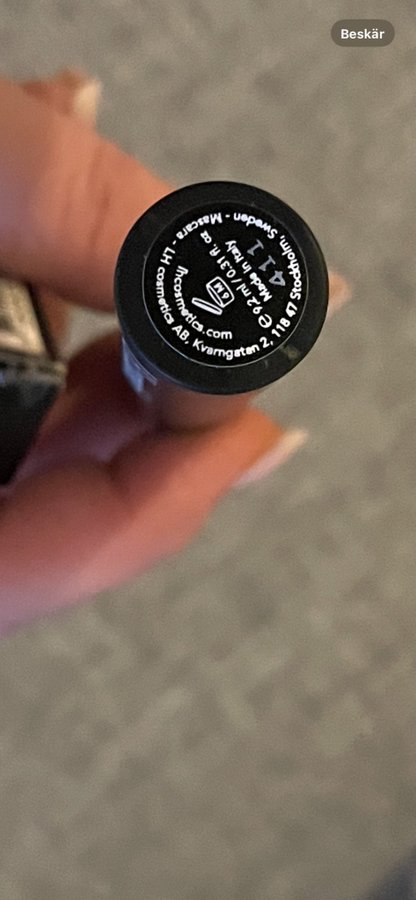 Beskär
Mascara - LH cosmetics AB, Kvarngatan 2, 118 47 Stockholm, Sweden -
lhcosmetics.com
6M
℮ 9.2 ml / 0.31 fl. oz
Made in Italy
411